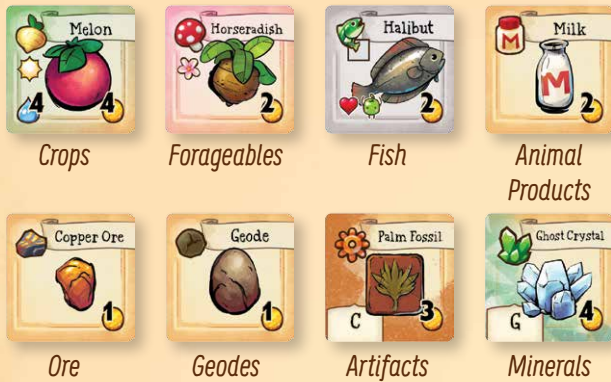 Melon
4 4
Crops
Horseradish
2
Forageables
Halibut
2
Fish
M
Milk
M
2
Animal
Products
Copper Ore
1
Ore
Geode
1
Geodes
Palm Fossil
C 3
Artifacts
Ghost Crystal
G 4
Minerals